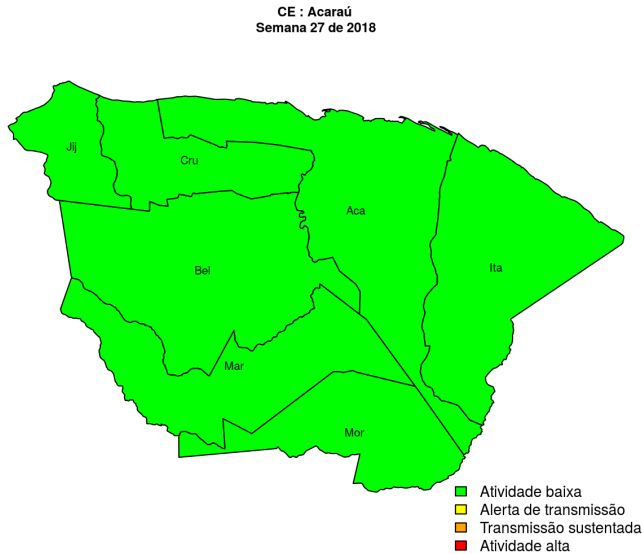 CE : Acaraú
Semana 27 de 2018
Jij
Cru
Aca
Bel
Ita
Mar
Mor
Atividade baixa
Alerta de transmissão
Transmissão sustentada
Atividade alta